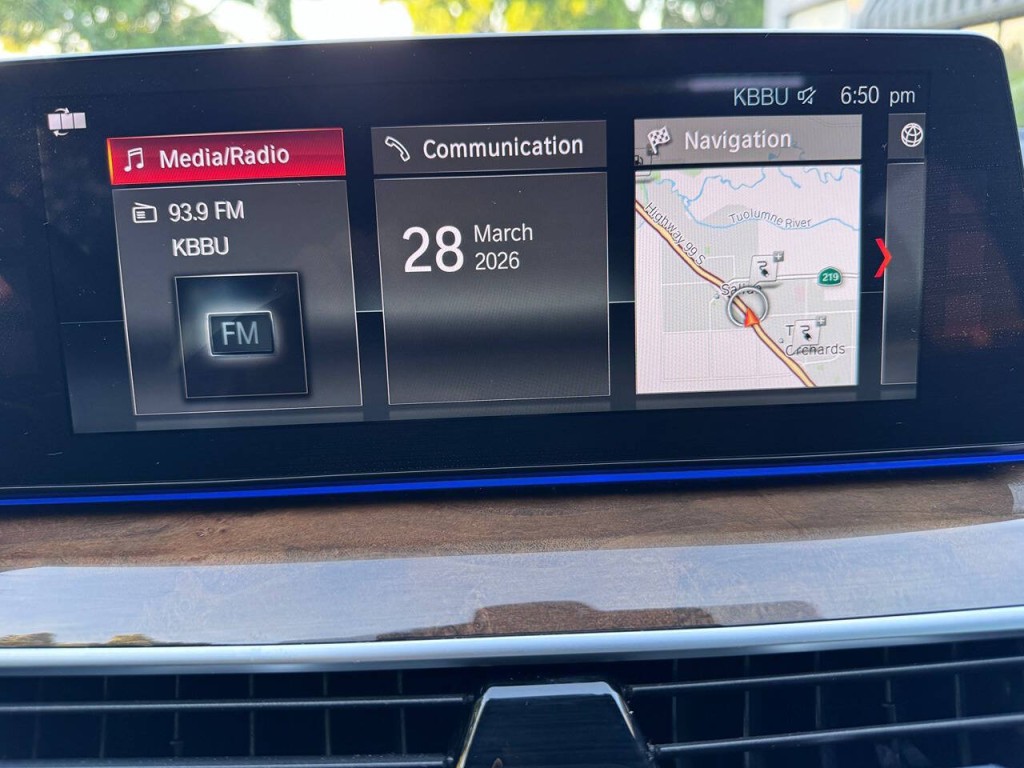 KBBU 6:50 pm
Media/Radio
93.9 FM
KBBU
FM
Communication
28 March
2026
Navigation
Tuolumne River
Highway 99 S
219
Orchards